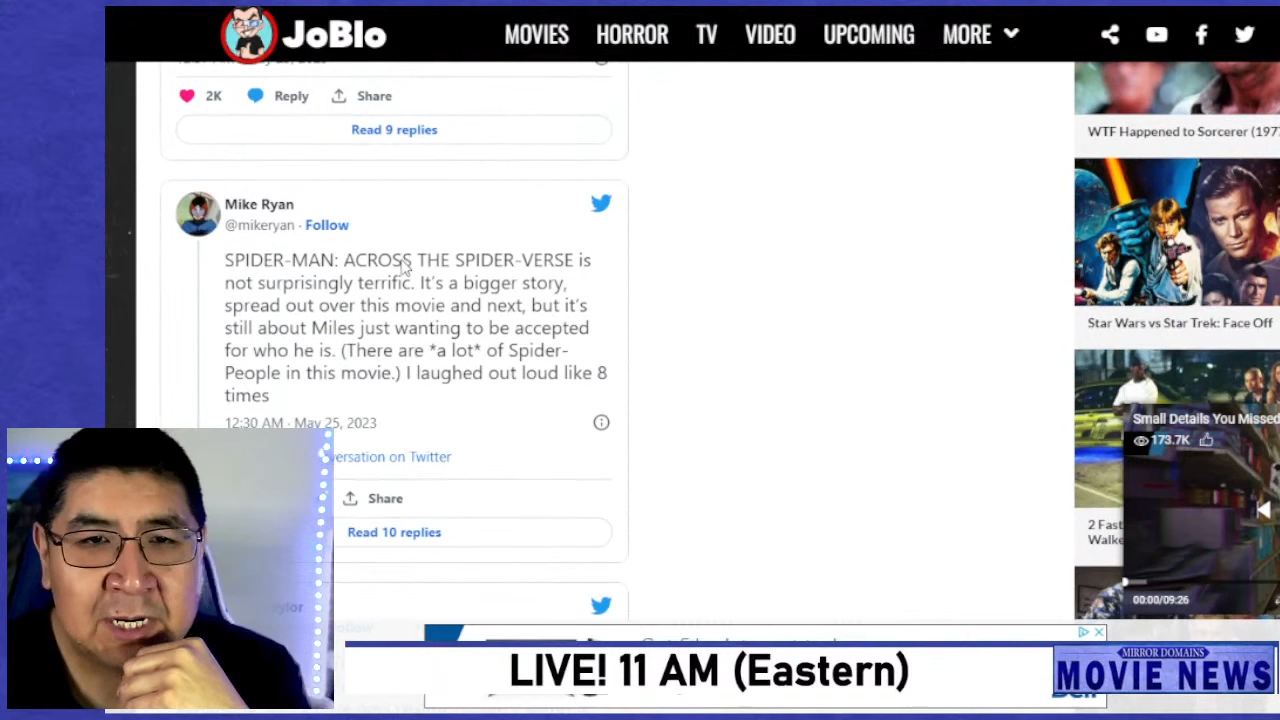 JoBlo
MOVIES HORROR TV VIDEO UPCOMING MORE
2K Reply Share
Read 9 replies
WTF Happened to Sorcerer (197
Mike Ryan
@mikeryan · Follow
SPIDER-MAN: ACROSS THE SPIDER-VERSE is
not surprisingly terrific. It's a bigger story,
spread out over this movie and next, but it's
still about Miles just wanting to be accepted
for who he is. (There are *a lot* of Spider-
People in this movie.) I laughed out loud like 8
times
12:30 AM · May 25, 2023
versation on Twitter
Share
Read 10 replies
Star Wars vs Star Trek: Face Off
Small Details You Missed
173.7K
2 Fast
Walke
00:00/09:26
LIVE! 11 AM (Eastern)
MIRROR DOMAINS
MOVIE NEWS